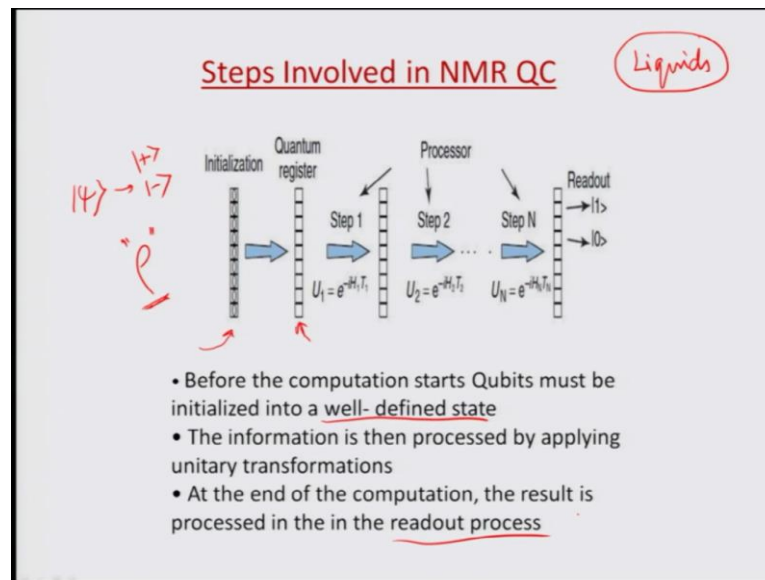 Steps Involved in NMR QC
Liquids
|+>
|ψ> → |->
"ρ"
Initialization
Quantum
register
Processor
Readout
Step 1
Step 2
Step N
→|1>
→|0>
U₁ = e^-iH₁T₁
U₂ = e^-iH₂T₂
U_N = e^-iH_NT_N
• Before the computation starts Qubits must be
initialized into a well- defined state
• The information is then processed by applying
unitary transformations
• At the end of the computation, the result is
processed in the in the readout process